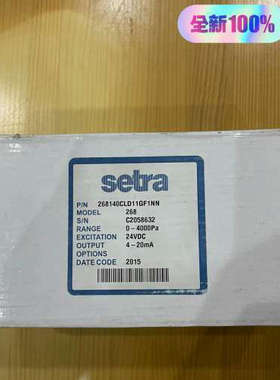 全新100%
setra
P/N 268140CLD11GF1NN
MODEL 268
S/N C2058632
RANGE 0-4000Pa
EXCITATION 24VDC
OUTPUT 4-20mA
OPTIONS
DATE CODE 2015